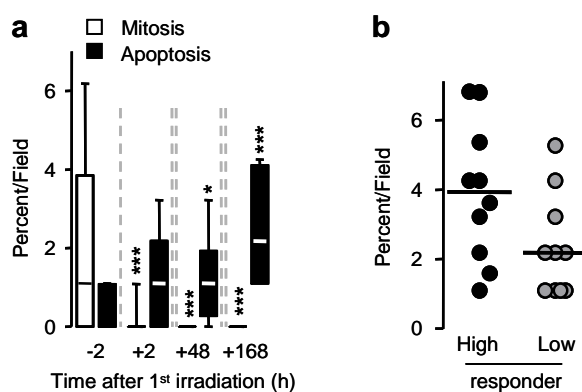 a
Mitosis
Apoptosis
Percent/Field
6
4
2
0
***
***
*
***
***
-2
+2
+48
+168
Time after 1st irradiation (h)
b
Percent/Field
6
4
2
0
High
Low
responder